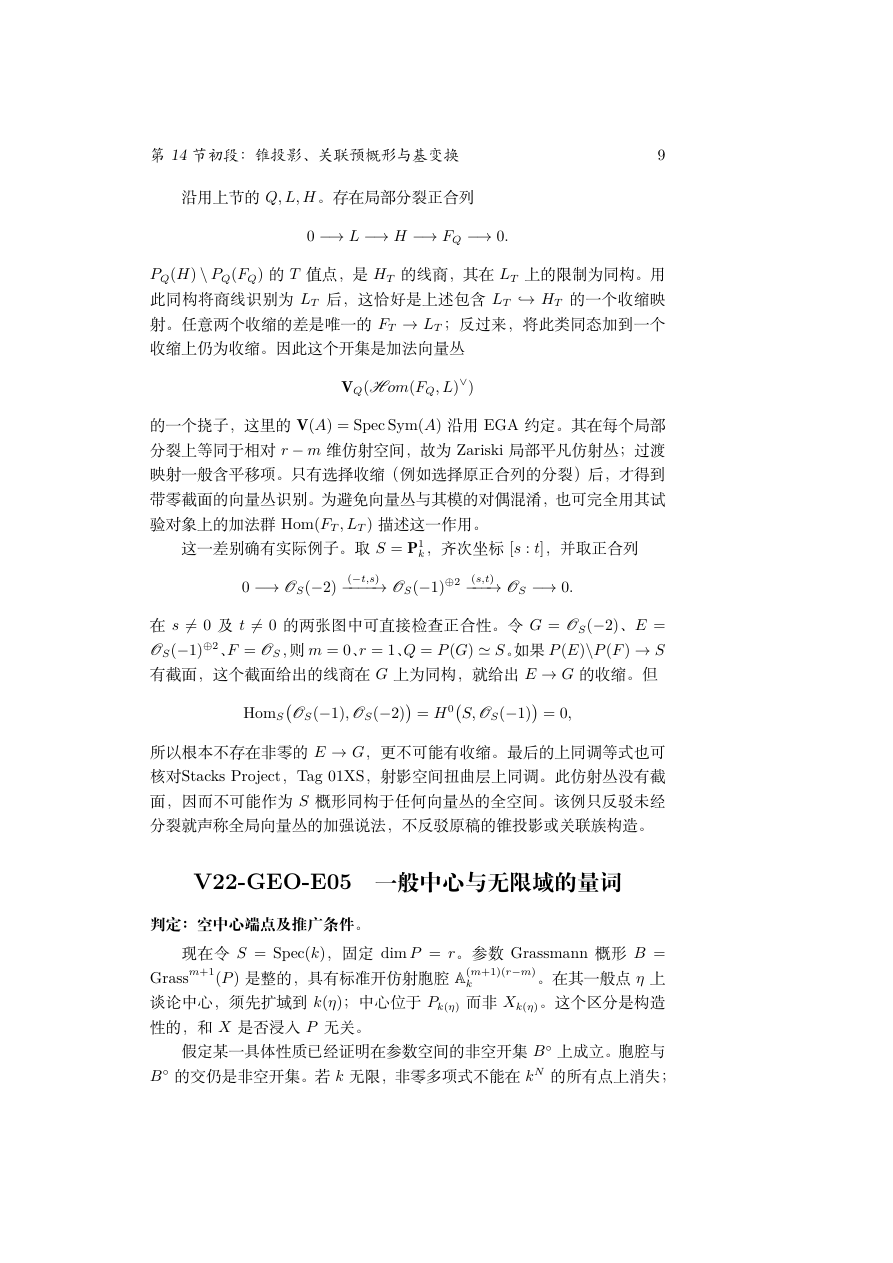 第 14 节初段：锥投影、关联预概形与基变换 9
沿用上节的 Q, L, H。存在局部分裂正合列
0 ⟶ L ⟶ H ⟶ F_Q ⟶ 0.
P_Q(H) \ P_Q(F_Q) 的 T 值点，是 H_T 的线商，其在 L_T 上的限制为同构。用
此同构将商线识别为 L_T 后，这恰好是上述包含 L_T ↪ H_T 的一个收缩映
射。任意两个收缩的差是唯一的 F_T → L_T；反过来，将此类同态加到一个
收缩上仍为收缩。因此这个开集是加法向量丛
V_Q(ℋom(F_Q, L)^∨)
的一个挠子，这里的 V(A) = Spec Sym(A) 沿用 EGA 约定。其在每个局部
分裂上等同于相对 r − m 维仿射空间，故为 Zariski 局部平凡仿射丛；过渡
映射一般含平移项。只有选择收缩（例如选择原正合列的分裂）后，才得到
带零截面的向量丛识别。为避免向量丛与其模的对偶混淆，也可完全用其试
验对象上的加法群 Hom(F_T, L_T) 描述这一作用。
这一差别确有实际例子。取 S = P^1_k，齐次坐标 [s : t]，并取正合列
0 ⟶ 𝒪_S(−2) ⟶^{(−t,s)} 𝒪_S(−1)^{⊕2} ⟶^{(s,t)} 𝒪_S ⟶ 0.
在 s ≠ 0 及 t ≠ 0 的两张图中可直接检查正合性。令 G = 𝒪_S(−2)、E =
𝒪_S(−1)^{⊕2}、F = 𝒪_S，则 m = 0、r = 1、Q = P(G) ≃ S。如果 P(E)\P(F) → S
有截面，这个截面给出的线商在 G 上为同构，就给出 E → G 的收缩。但
Hom_S(𝒪_S(−1), 𝒪_S(−2)) = H^0(S, 𝒪_S(−1)) = 0,
所以根本不存在非零的 E → G，更不可能有收缩。最后的上同调等式也可
核对Stacks Project，Tag 01XS，射影空间扭曲层上同调。此仿射丛没有截
面，因而不可能作为 S 概形同构于任何向量丛的全空间。该例只反驳未经
分裂就声称全局向量丛的加强说法，不反驳原稿的锥投影或关联族构造。
V22-GEO-E05 一般中心与无限域的量词
判定：空中心端点及推广条件。
现在令 S = Spec(k)，固定 dim P = r。参数 Grassmann 概形 B =
Grass^{m+1}(P) 是整的，具有标准开仿射胞腔 𝔸_k^{(m+1)(r−m)}。在其一般点 η 上
谈论中心，须先扩域到 k(η)；中心位于 P_{k(η)} 而非 X_{k(η)}。这个区分是构造
性的，和 X 是否浸入 P 无关。
假定某一具体性质已经证明在参数空间的非空开集 B° 上成立。胞腔与
B° 的交仍是非空开集。若 k 无限，非零多项式不能在 k^N 的所有点上消失；